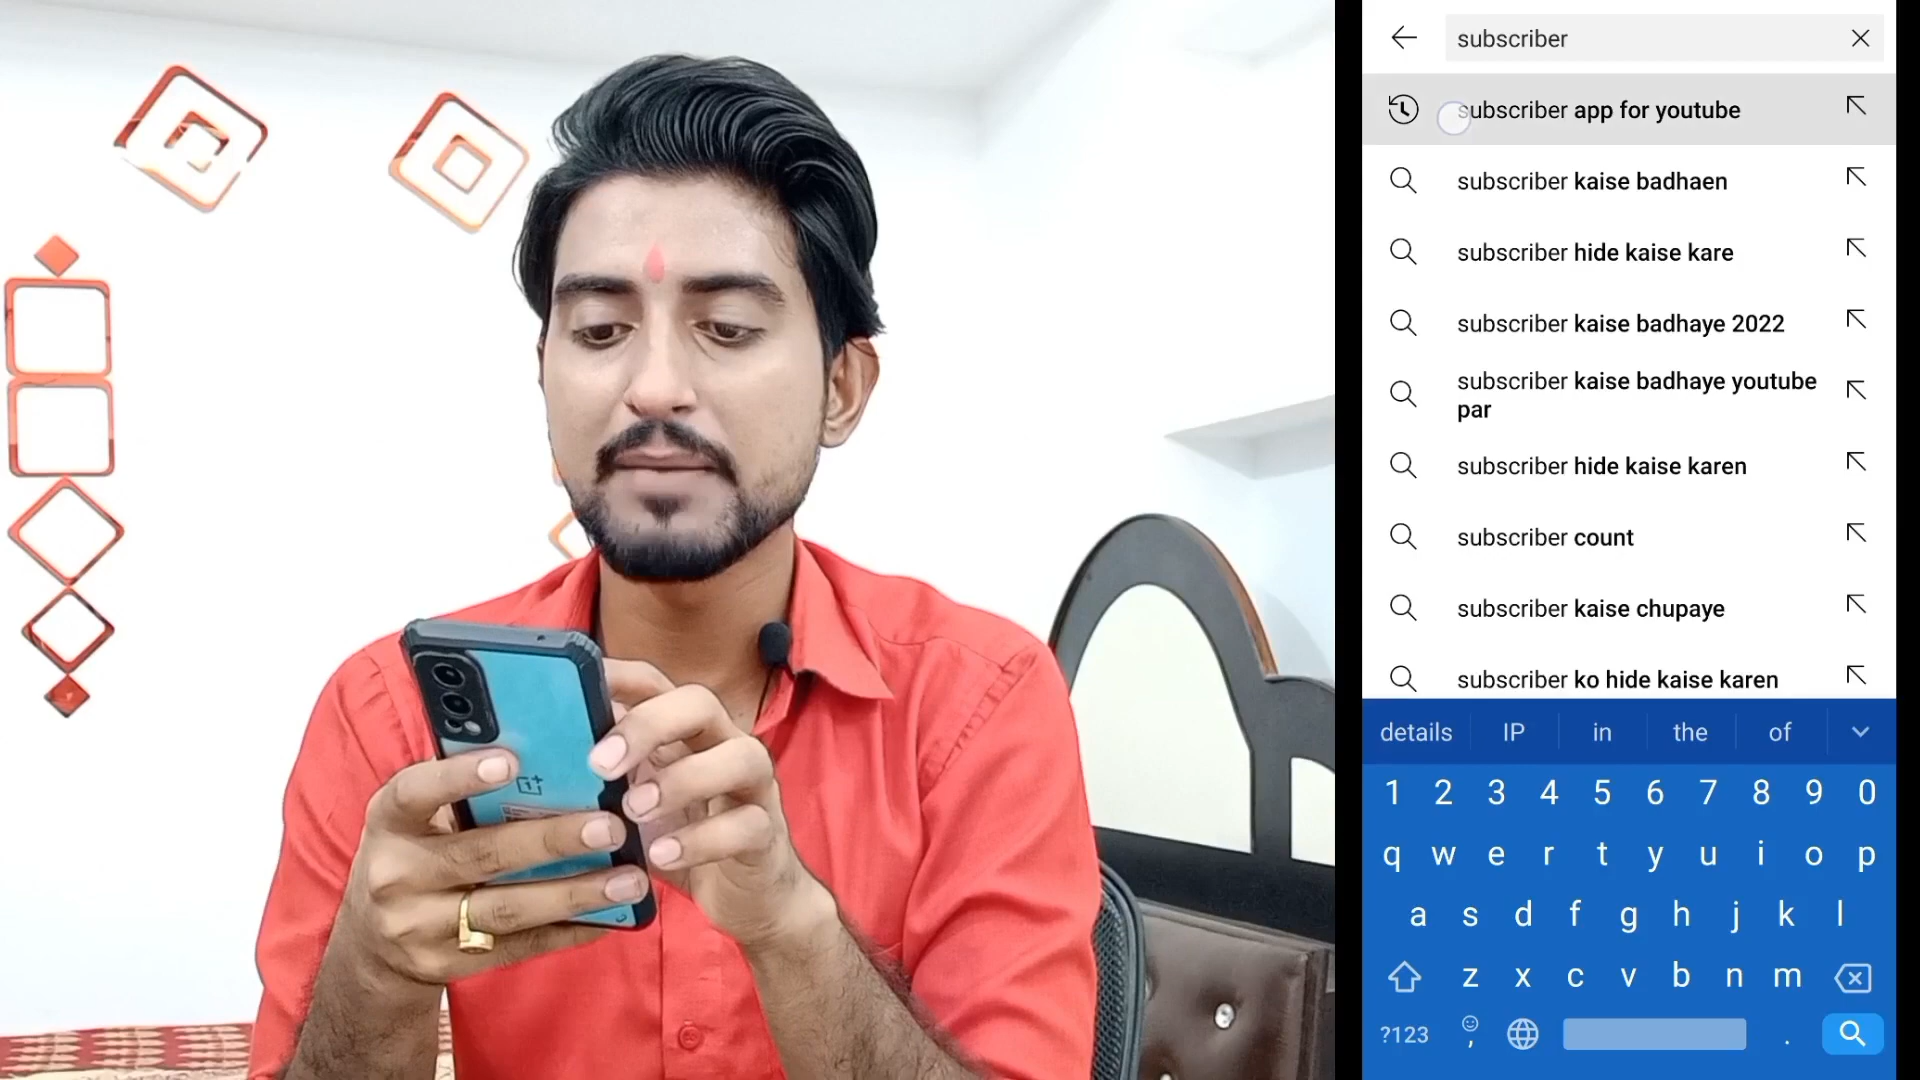 subscriber
subscriber app for youtube
subscriber kaise badhaen
subscriber hide kaise kare
subscriber kaise badhaye 2022
subscriber kaise badhaye youtube
par
subscriber hide kaise karen
subscriber count
subscriber kaise chupaye
subscriber ko hide kaise karen
details IP in the of
1 2 3 4 5 6 7 8 9 0
q w e r t y u i o p
a s d f g h j k l
z x c v b n m
?123 , .